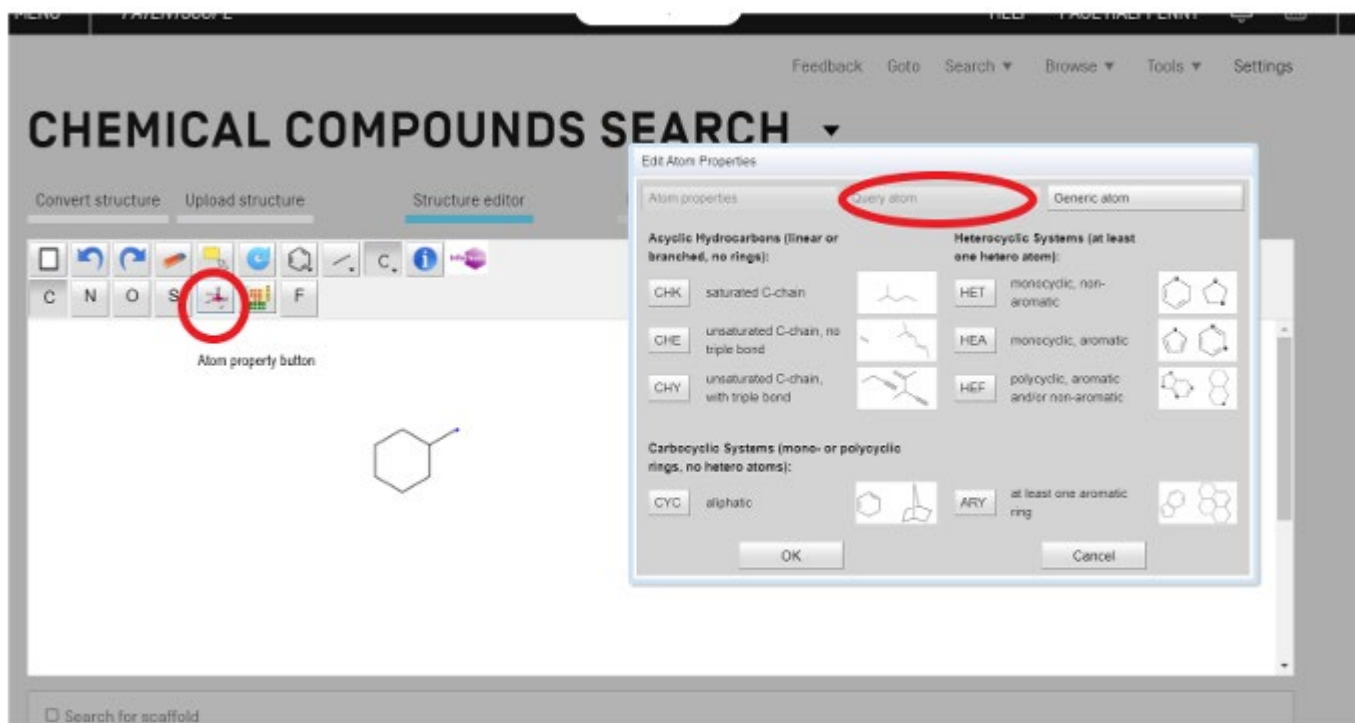 MENU PATENTSCOPE HELP
Feedback Goto Search Browse Tools Settings
CHEMICAL COMPOUNDS SEARCH
Convert structure Upload structure Structure editor
C
C N O S F
Atom property button
Edit Atom Properties
Atom properties Query atom Generic atom
Acyclic Hydrocarbons (linear or
branched, no rings):
CHK saturated C-chain
CHE unsaturated C-chain, no
triple bond
CHY unsaturated C-chain,
with triple bond
Heterocyclic Systems (at least
one hetero atom):
HET monocyclic, non-
aromatic
HEA monocyclic, aromatic
HEF polycyclic, aromatic
and/or non-aromatic
Carbocyclic Systems (mono- or polycyclic
rings, no hetero atoms):
CYC aliphatic
ARY at least one aromatic
ring
OK Cancel
Search for scaffold